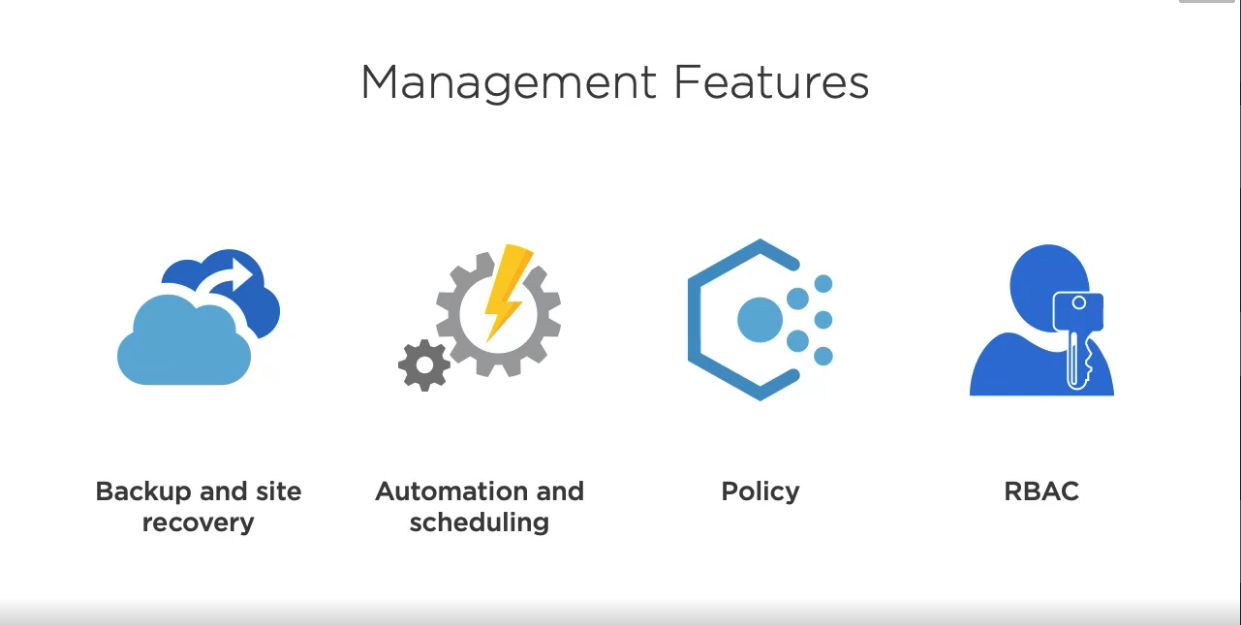 Management Features
Backup and site
recovery
Automation and
scheduling
Policy
RBAC